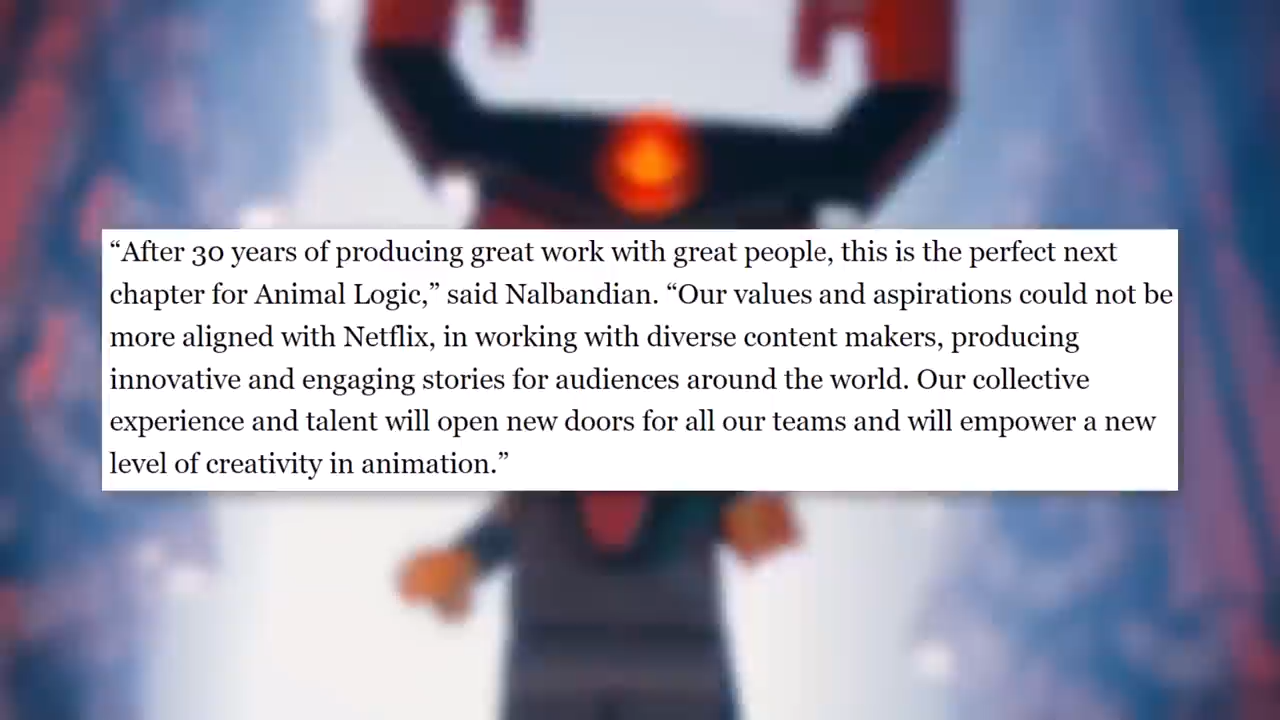 “After 30 years of producing great work with great people, this is the perfect next
chapter for Animal Logic,” said Nalbandian. “Our values and aspirations could not be
more aligned with Netflix, in working with diverse content makers, producing
innovative and engaging stories for audiences around the world. Our collective
experience and talent will open new doors for all our teams and will empower a new
level of creativity in animation.”